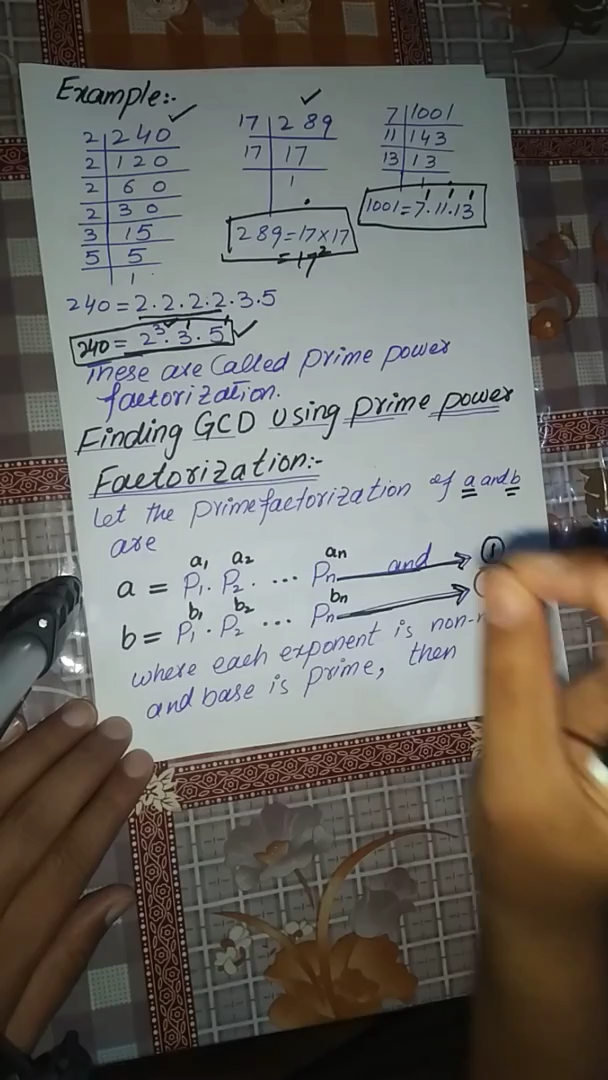 Example:-
2 | 240
2 | 120
2 | 60
2 | 30
3 | 15
5 | 5
1
240 = 2.2.2.2.3.5
240 = 2³.3.5
17 | 289
17 | 17
1
289=17×17
=17²
7 | 1001
11 | 143
13 | 13
1
1001=7.11.13
These are Called prime power
factorization.
Finding GCD Using prime power
Factorization:-
Let the primefactorization of a and b
are
a = P₁^a₁ . P₂^a₂ . ... Pn^an and ①
b = P₁^b₁ . P₂^b₂ ... Pn^bn
where each exponent is non-
and base is prime, then